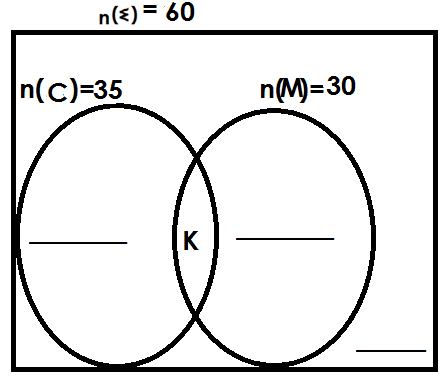 n(ξ) = 60
n(C)=35 n(M)=30
K